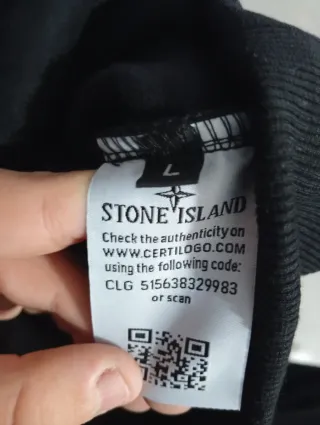 L
STONE ISLAND
Check the authenticity on
WWW.CERTILOGO.COM
using the following code:
CLG 515638329983
or scan